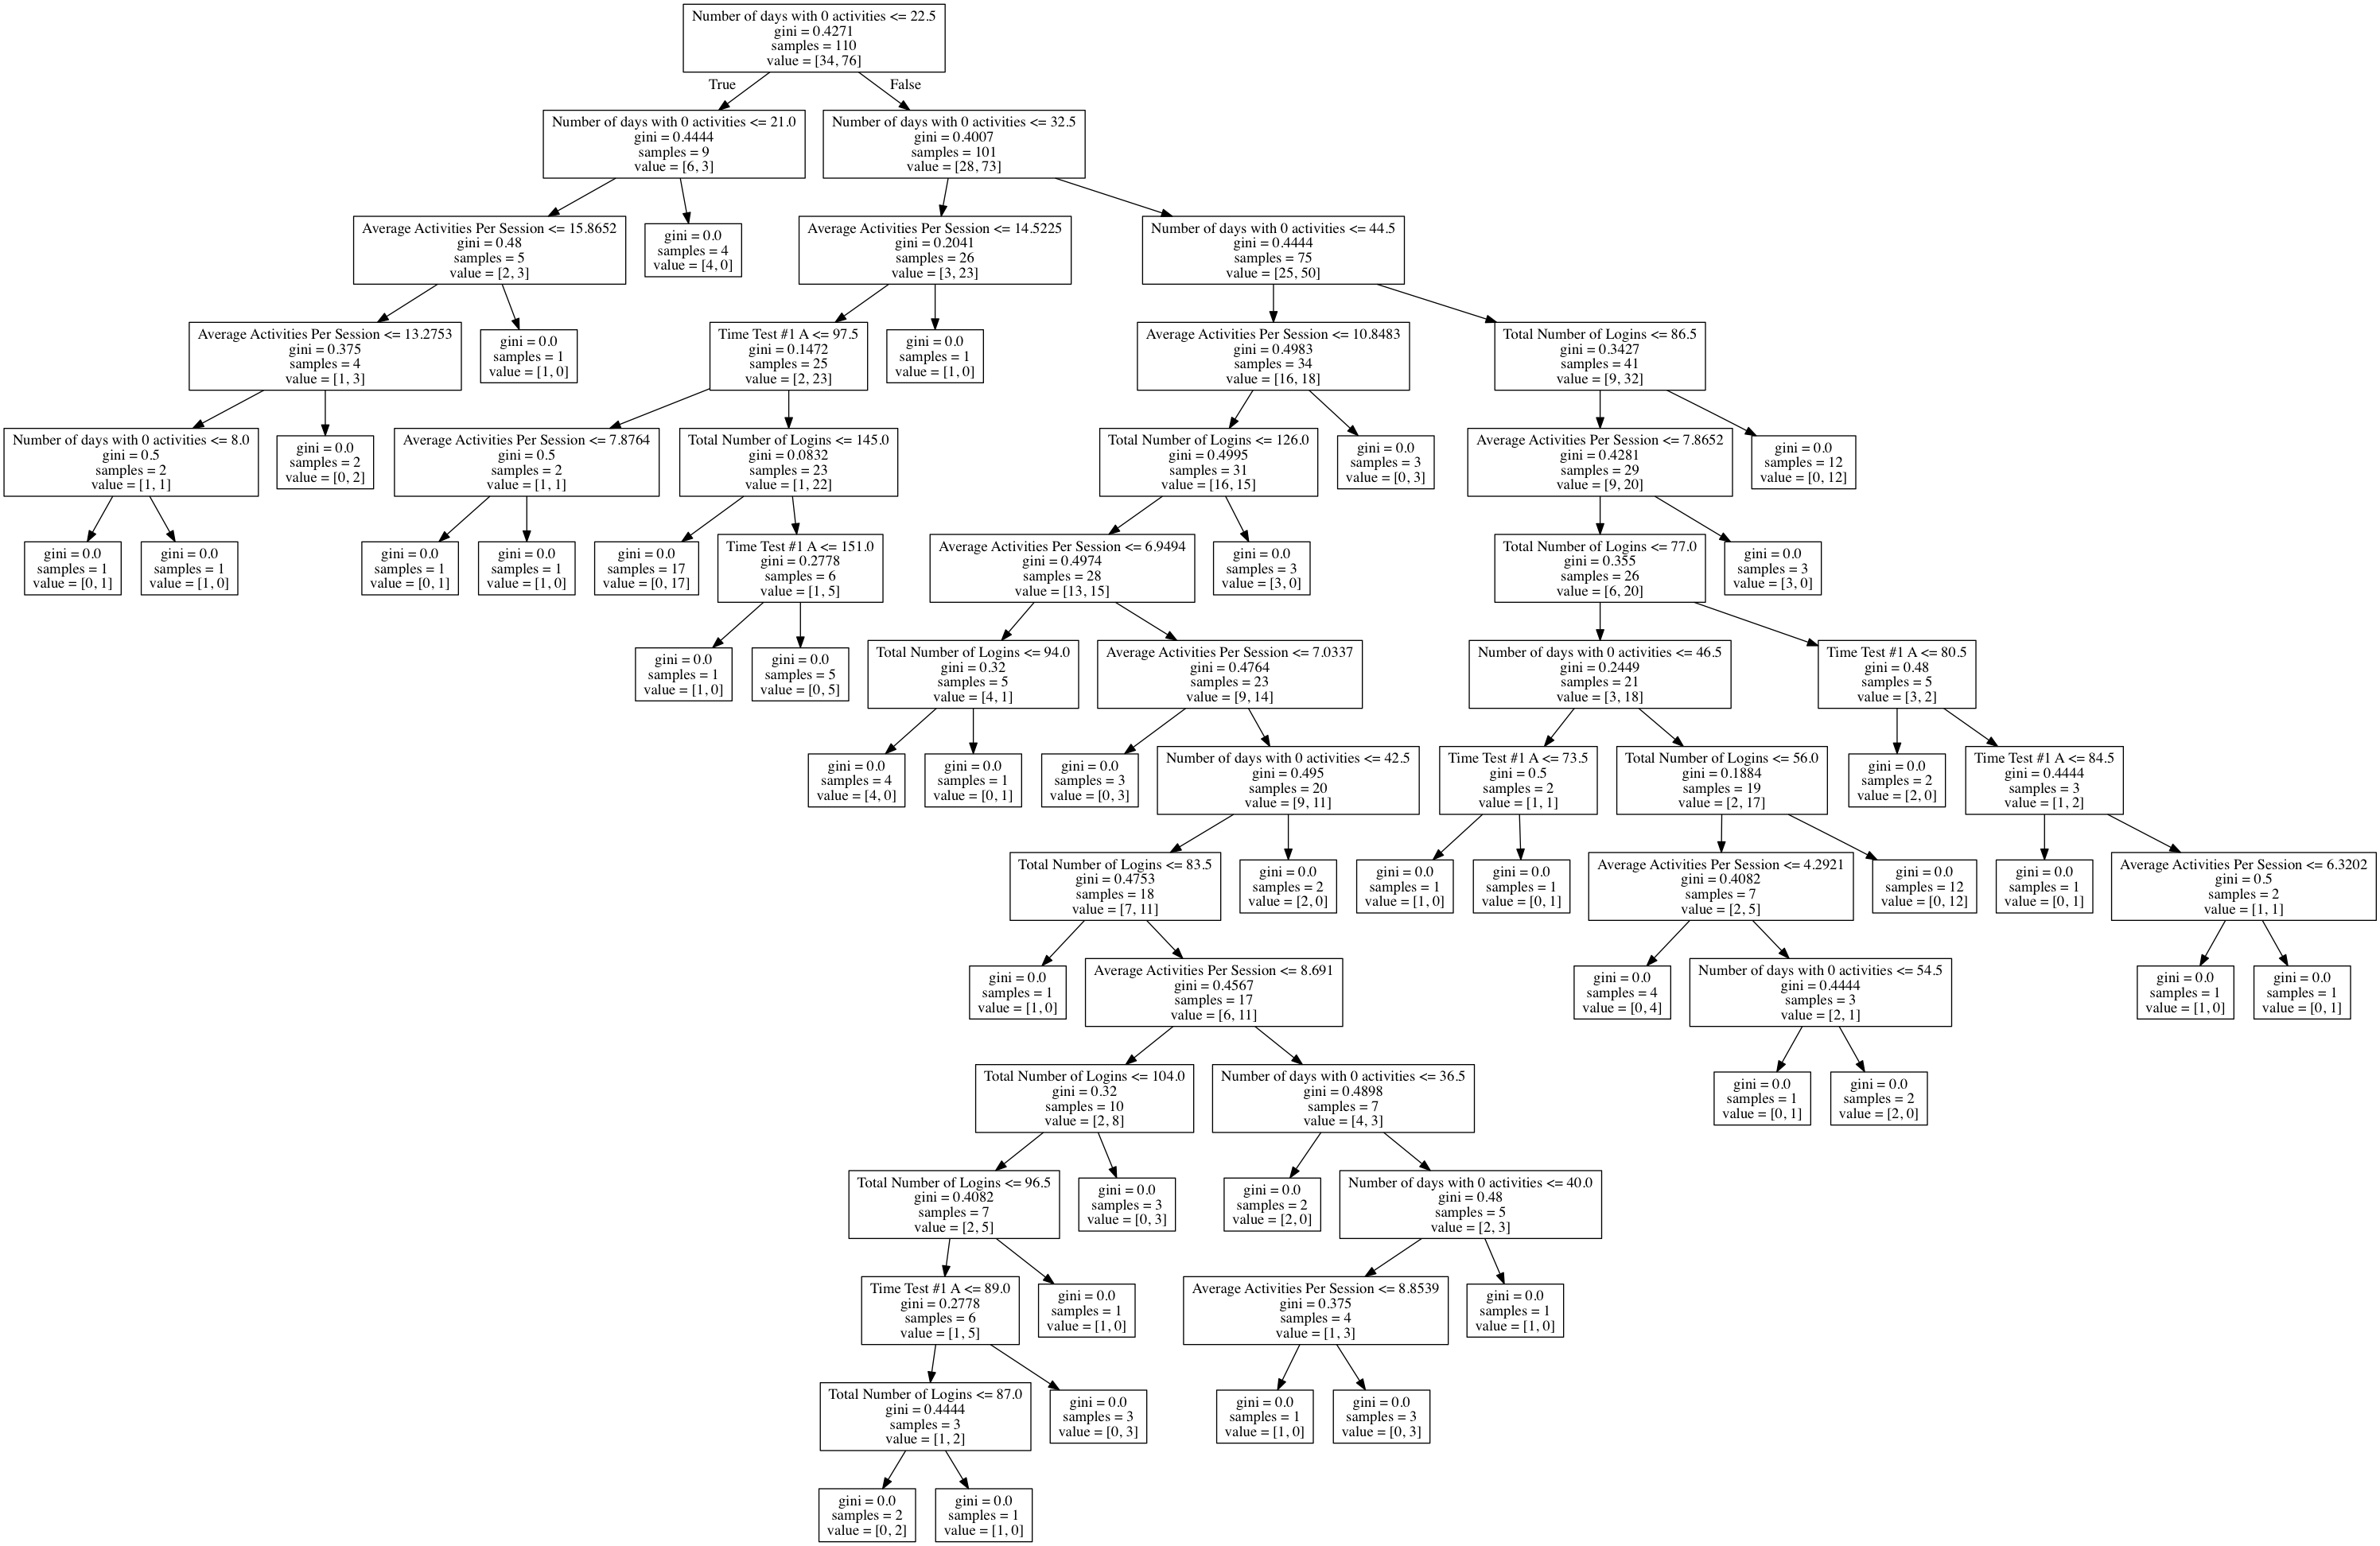 Number of days with 0 activities <= 22.5
gini = 0.4271
samples = 110
value = [34, 76]
True
False
Number of days with 0 activities <= 21.0
gini = 0.4444
samples = 9
value = [6, 3]
Number of days with 0 activities <= 32.5
gini = 0.4007
samples = 101
value = [28, 73]
Average Activities Per Session <= 15.8652
gini = 0.48
samples = 5
value = [2, 3]
gini = 0.0
samples = 4
value = [4, 0]
Average Activities Per Session <= 14.5225
gini = 0.2041
samples = 26
value = [3, 23]
Number of days with 0 activities <= 44.5
gini = 0.4444
samples = 75
value = [25, 50]
Average Activities Per Session <= 13.2753
gini = 0.375
samples = 4
value = [1, 3]
gini = 0.0
samples = 1
value = [1, 0]
Time Test #1 A <= 97.5
gini = 0.1472
samples = 25
value = [2, 23]
gini = 0.0
samples = 1
value = [1, 0]
Average Activities Per Session <= 10.8483
gini = 0.4983
samples = 34
value = [16, 18]
Total Number of Logins <= 86.5
gini = 0.3427
samples = 41
value = [9, 32]
Number of days with 0 activities <= 8.0
gini = 0.5
samples = 2
value = [1, 1]
gini = 0.0
samples = 2
value = [0, 2]
Average Activities Per Session <= 7.8764
gini = 0.5
samples = 2
value = [1, 1]
Total Number of Logins <= 145.0
gini = 0.0832
samples = 23
value = [1, 22]
Total Number of Logins <= 126.0
gini = 0.4995
samples = 31
value = [16, 15]
gini = 0.0
samples = 3
value = [0, 3]
Average Activities Per Session <= 7.8652
gini = 0.4281
samples = 29
value = [9, 20]
gini = 0.0
samples = 12
value = [0, 12]
gini = 0.0
samples = 1
value = [0, 1]
gini = 0.0
samples = 1
value = [1, 0]
gini = 0.0
samples = 1
value = [0, 1]
gini = 0.0
samples = 1
value = [1, 0]
gini = 0.0
samples = 17
value = [0, 17]
Time Test #1 A <= 151.0
gini = 0.2778
samples = 6
value = [1, 5]
Average Activities Per Session <= 6.9494
gini = 0.4974
samples = 28
value = [13, 15]
gini = 0.0
samples = 3
value = [3, 0]
Total Number of Logins <= 77.0
gini = 0.355
samples = 26
value = [6, 20]
gini = 0.0
samples = 3
value = [3, 0]
gini = 0.0
samples = 1
value = [1, 0]
gini = 0.0
samples = 5
value = [0, 5]
Total Number of Logins <= 94.0
gini = 0.32
samples = 5
value = [4, 1]
Average Activities Per Session <= 7.0337
gini = 0.4764
samples = 23
value = [9, 14]
Number of days with 0 activities <= 46.5
gini = 0.2449
samples = 21
value = [3, 18]
Time Test #1 A <= 80.5
gini = 0.48
samples = 5
value = [3, 2]
gini = 0.0
samples = 4
value = [4, 0]
gini = 0.0
samples = 1
value = [0, 1]
gini = 0.0
samples = 3
value = [0, 3]
Number of days with 0 activities <= 42.5
gini = 0.495
samples = 20
value = [9, 11]
Time Test #1 A <= 73.5
gini = 0.5
samples = 2
value = [1, 1]
Total Number of Logins <= 56.0
gini = 0.1884
samples = 19
value = [2, 17]
gini = 0.0
samples = 2
value = [2, 0]
Time Test #1 A <= 84.5
gini = 0.4444
samples = 3
value = [1, 2]
Total Number of Logins <= 83.5
gini = 0.4753
samples = 18
value = [7, 11]
gini = 0.0
samples = 2
value = [2, 0]
gini = 0.0
samples = 1
value = [1, 0]
gini = 0.0
samples = 1
value = [0, 1]
Average Activities Per Session <= 4.2921
gini = 0.4082
samples = 7
value = [2, 5]
gini = 0.0
samples = 12
value = [0, 12]
gini = 0.0
samples = 1
value = [0, 1]
Average Activities Per Session <= 6.3202
gini = 0.5
samples = 2
value = [1, 1]
gini = 0.0
samples = 1
value = [1, 0]
Average Activities Per Session <= 8.691
gini = 0.4567
samples = 17
value = [6, 11]
gini = 0.0
samples = 4
value = [0, 4]
Number of days with 0 activities <= 54.5
gini = 0.4444
samples = 3
value = [2, 1]
gini = 0.0
samples = 1
value = [1, 0]
gini = 0.0
samples = 1
value = [0, 1]
Total Number of Logins <= 104.0
gini = 0.32
samples = 10
value = [2, 8]
Number of days with 0 activities <= 36.5
gini = 0.4898
samples = 7
value = [4, 3]
gini = 0.0
samples = 1
value = [0, 1]
gini = 0.0
samples = 2
value = [2, 0]
Total Number of Logins <= 96.5
gini = 0.4082
samples = 7
value = [2, 5]
gini = 0.0
samples = 3
value = [0, 3]
gini = 0.0
samples = 2
value = [2, 0]
Number of days with 0 activities <= 40.0
gini = 0.48
samples = 5
value = [2, 3]
Time Test #1 A <= 89.0
gini = 0.2778
samples = 6
value = [1, 5]
gini = 0.0
samples = 1
value = [1, 0]
Average Activities Per Session <= 8.8539
gini = 0.375
samples = 4
value = [1, 3]
gini = 0.0
samples = 1
value = [1, 0]
Total Number of Logins <= 87.0
gini = 0.4444
samples = 3
value = [1, 2]
gini = 0.0
samples = 3
value = [0, 3]
gini = 0.0
samples = 1
value = [1, 0]
gini = 0.0
samples = 3
value = [0, 3]
gini = 0.0
samples = 2
value = [0, 2]
gini = 0.0
samples = 1
value = [1, 0]